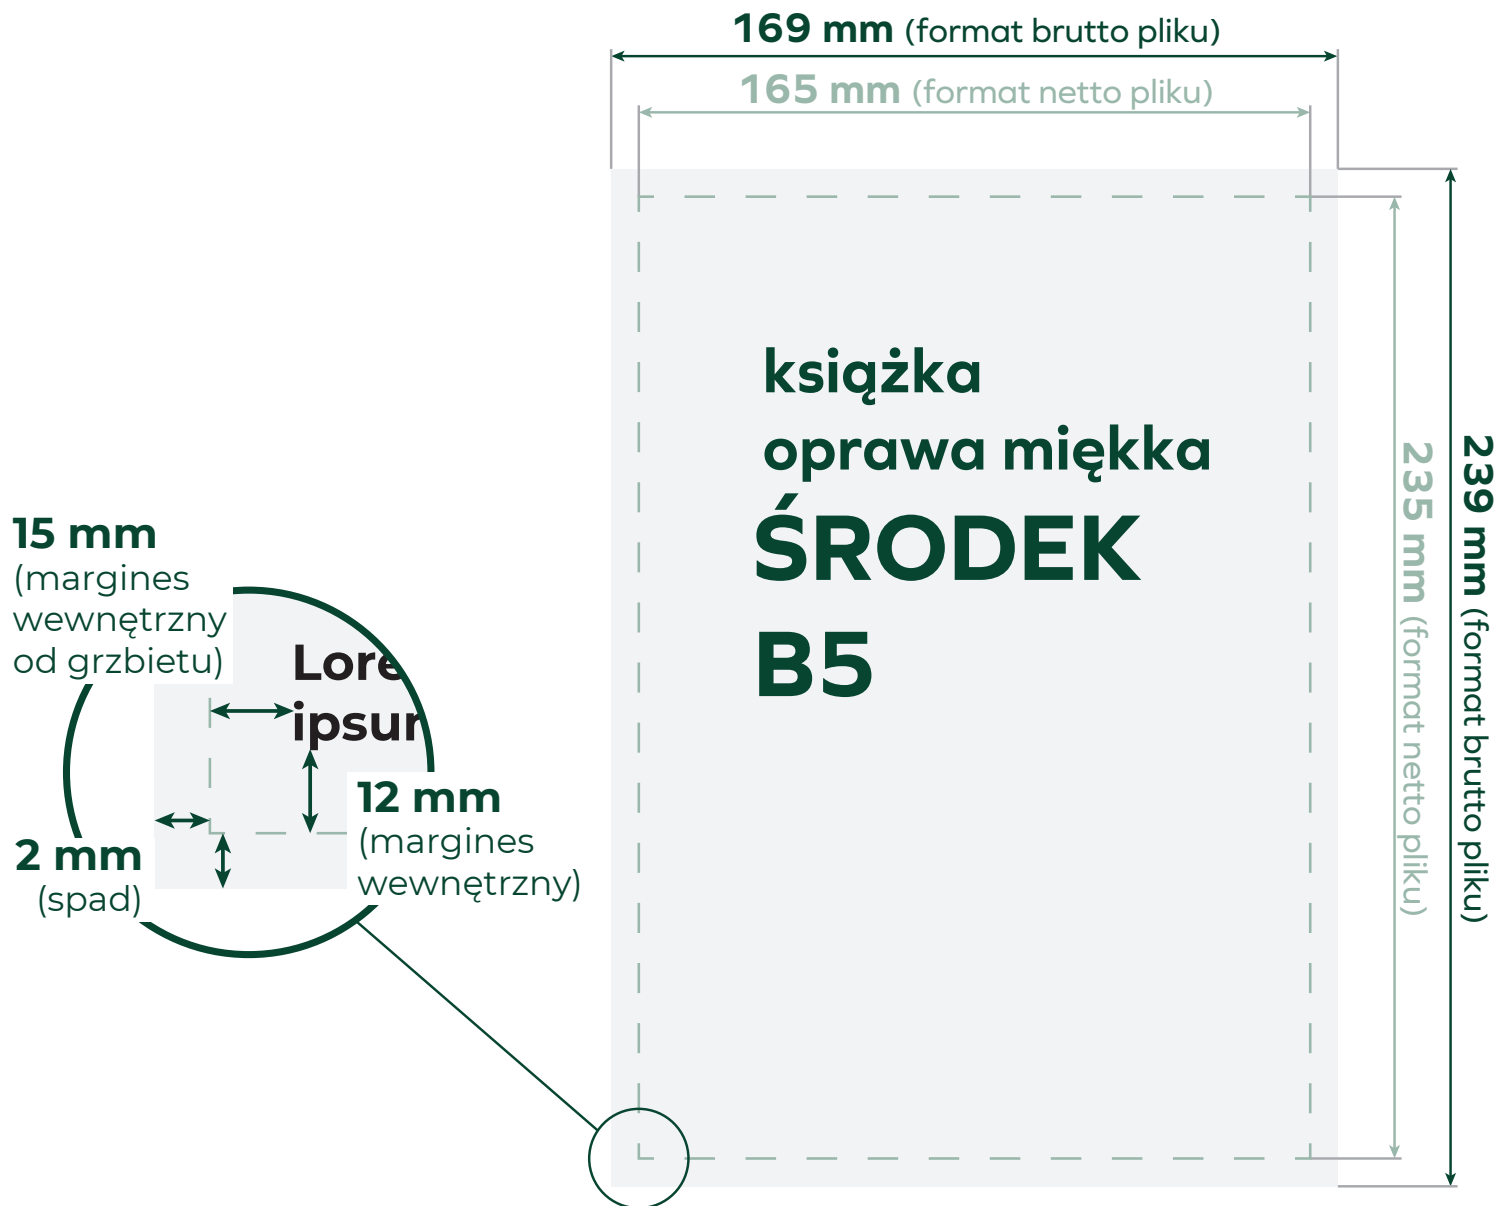 169 mm (format brutto pliku)
165 mm (format netto pliku)
książka
oprawa miękka
ŚRODEK
B5
235 mm (format netto pliku)
239 mm (format brutto pliku)
15 mm
(margines
wewnętrzny
od grzbietu)
Lore
ipsur
12 mm
(margines
wewnętrzny)
2 mm
(spad)